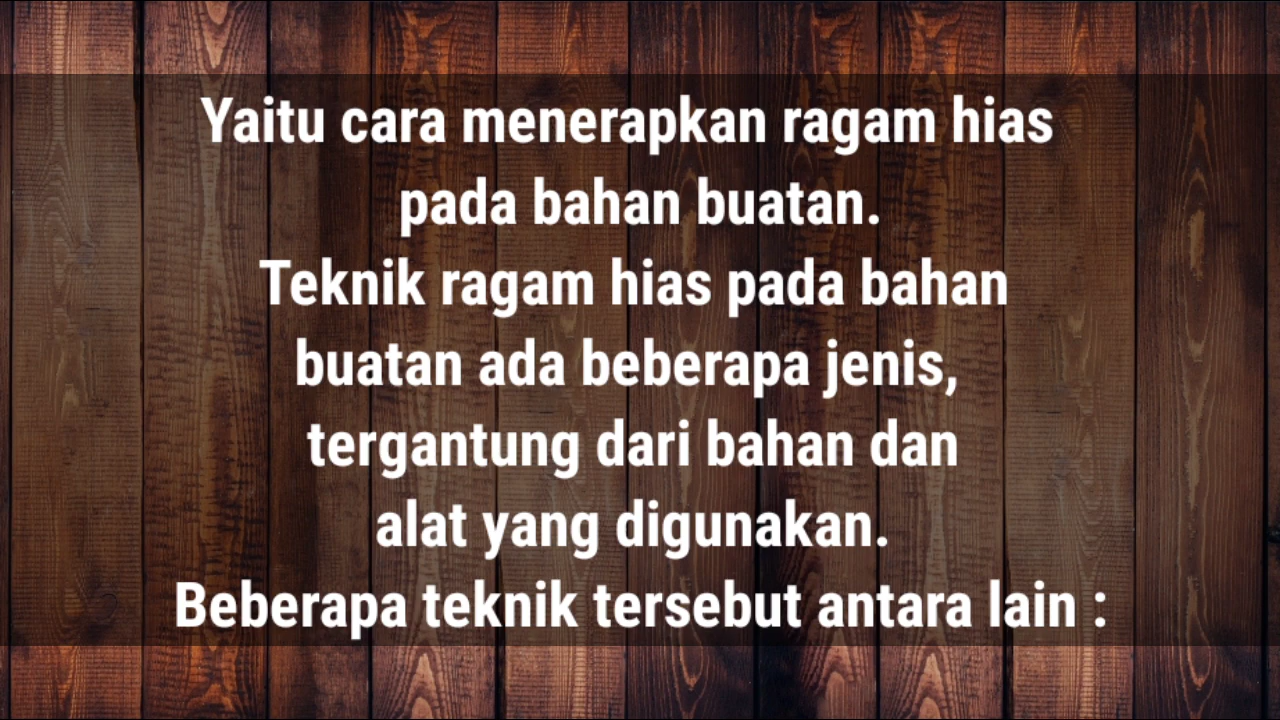 Yaitu cara menerapkan ragam hias
pada bahan buatan.
Teknik ragam hias pada bahan
buatan ada beberapa jenis,
tergantung dari bahan dan
alat yang digunakan.
Beberapa teknik tersebut antara lain :